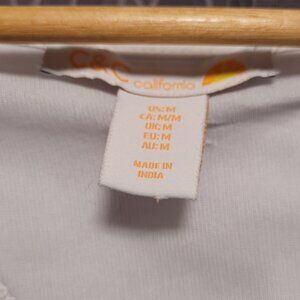 C&C
california
US: M
CA: M/M
UK: M
EU: M
AU: M
MADE IN
INDIA